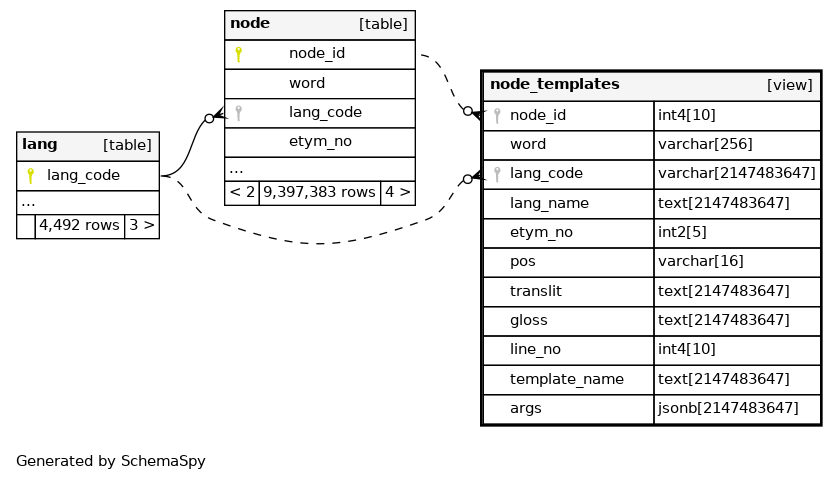 node [table]
node_id
word
lang_code
etym_no
...
< 2 9,397,383 rows 4 >
lang [table]
lang_code
...
4,492 rows 3 >
node_templates [view]
node_id int4[10]
word varchar[256]
lang_code varchar[2147483647]
lang_name text[2147483647]
etym_no int2[5]
pos varchar[16]
translit text[2147483647]
gloss text[2147483647]
line_no int4[10]
template_name text[2147483647]
args jsonb[2147483647]
Generated by SchemaSpy